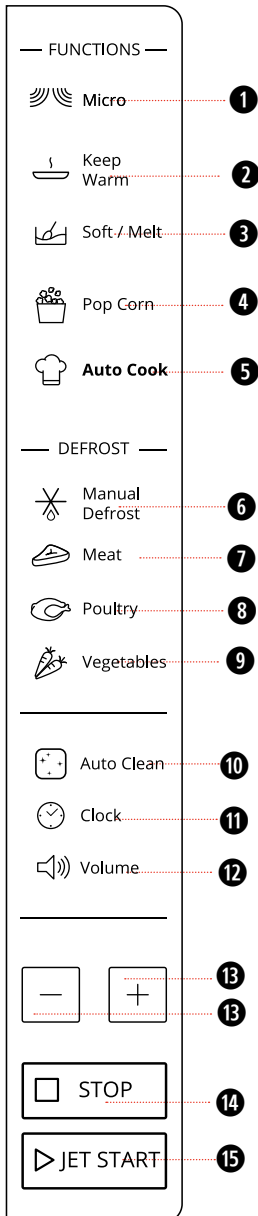 FUNCTIONS
Micro 1
Keep
Warm 2
Soft / Melt 3
Pop Corn 4
Auto Cook 5
DEFROST
Manual
Defrost 6
Meat 7
Poultry 8
Vegetables 9
Auto Clean 10
Clock 11
Volume 12
− + 13
13
STOP 14
JET START 15